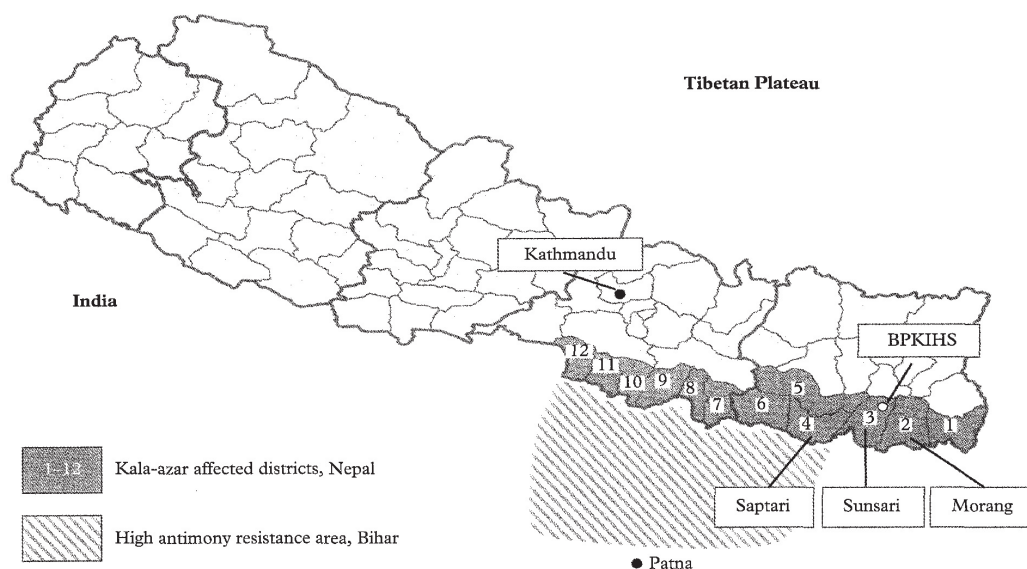 Tibetan Plateau
Kathmandu
India
BPKIHS
12
11
10
9
8
7
6
5
4
3
2
1
1–12
Kala-azar affected districts, Nepal
Saptari
Sunsari
Morang
High antimony resistance area, Bihar
Patna